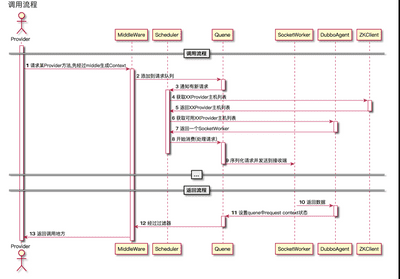 调用流程
Provider
MiddleWare Scheduler Quene SocketWorker DubboAgent ZKClient
调用流程
1 请求某Provider方法,先经过middle生成Context
2 添加到请求队列
3 通知有新请求
4 获取XXProvider主机列表
5 返回XXProvider主机列表
6 获取可用XXProvider主机列表
7 返回一个SocketWorker
8 开始消费(处理请求)
9 序列化请求并发送到接收端
...
返回流程
10 返回数据
11 设置quene中request context状态
12 经过过滤器
13 返回调用地方
Provider
MiddleWare Scheduler Quene SocketWorker DubboAgent ZKClient